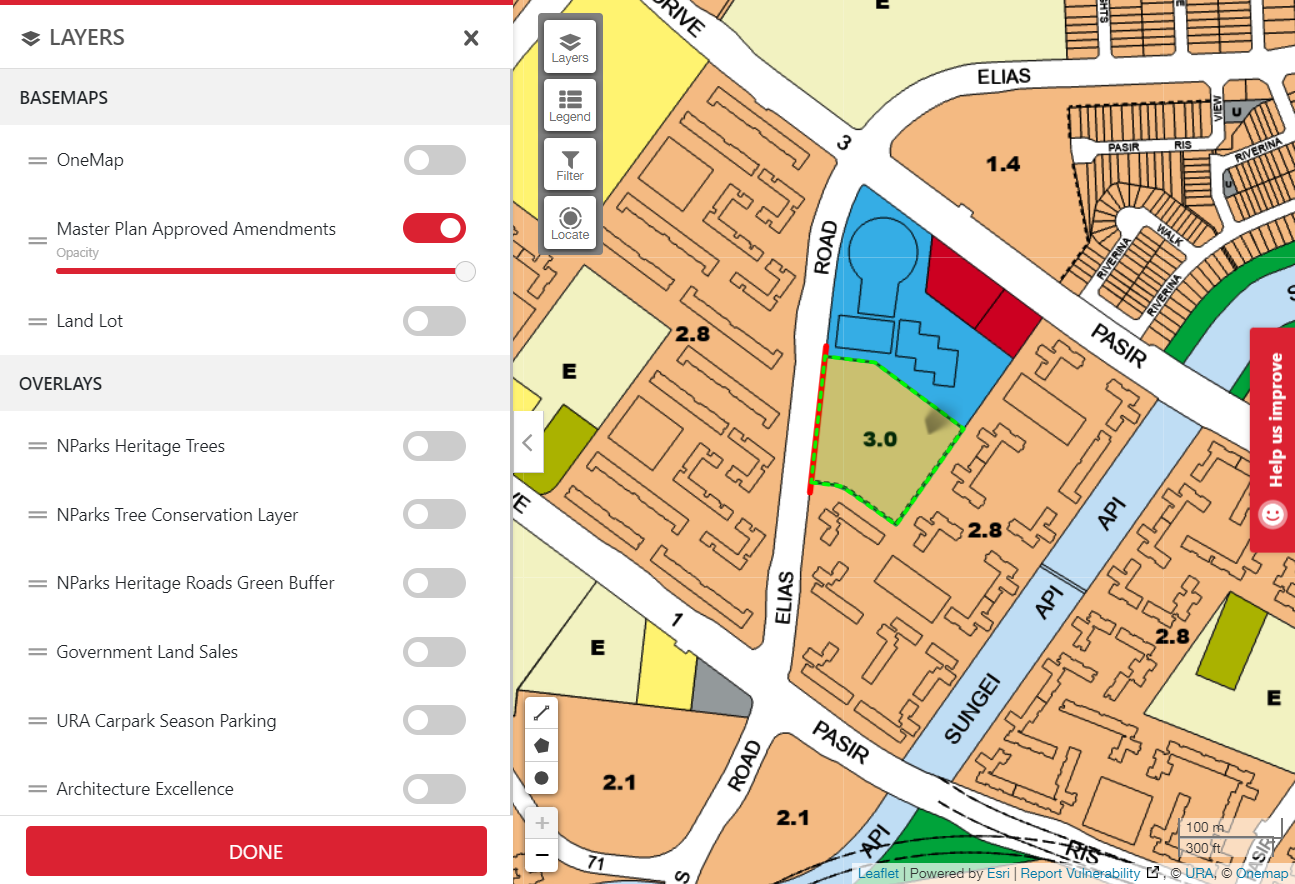 LAYERS
BASEMAPS
OneMap
Master Plan Approved Amendments
Opacity
Land Lot
OVERLAYS
NParks Heritage Trees
NParks Tree Conservation Layer
NParks Heritage Roads Green Buffer
Government Land Sales
URA Carpark Season Parking
Architecture Excellence
DONE
Layers
Legend
Filter
Locate
DRIVE
E
ELIAS
3
VIEW
U
PASIR RIS
RIVERINA
1.4
U
WALK
RIVERINA
RIVERINA
ROAD
S
2.8
PASIR
E
3.0
Help us improve
API
2.8
VE
API
ELIAS
1
2.8
E
E
SUNGEI
PASIR
ROAD
2.1
2.1
API
RIS
PASIR
71
S
100 m
300 ft
Leaflet | Powered by Esri | Report Vulnerability , © URA, © Onemap